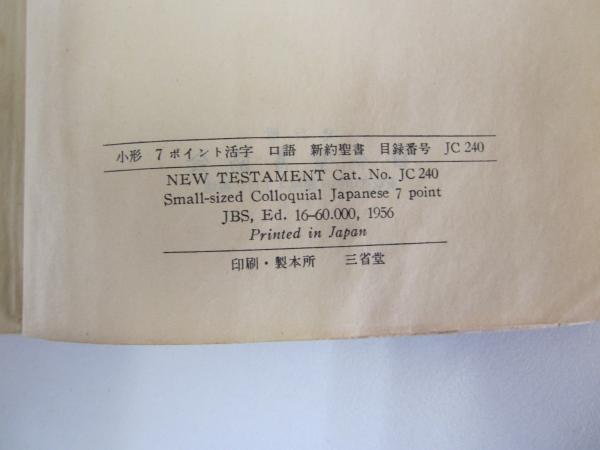 小形 7ポイント活字 口語 新約聖書 目録番号 JC 240
NEW TESTAMENT Cat. No. JC 240
Small-sized Colloquial Japanese 7 point
JBS, Ed. 16-60.000, 1956
Printed in Japan
印刷・製本所 三省堂